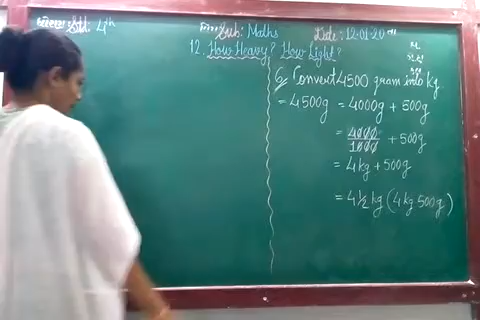 Std: 4th Sub: Maths Date: 12.01.20
12. How Heavy? How Light?
6. Convert 4500 gram into kg.
= 4500g = 4000g + 500g
= 4000/1000 + 500g
= 4kg + 500g
= 4½ kg (4kg 500g)